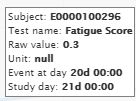 Subject: E0000100296
Test name: Fatigue Score
Raw value: 0.3
Unit: null
Event at day 20d 00:00
Study day: 21d 00:00